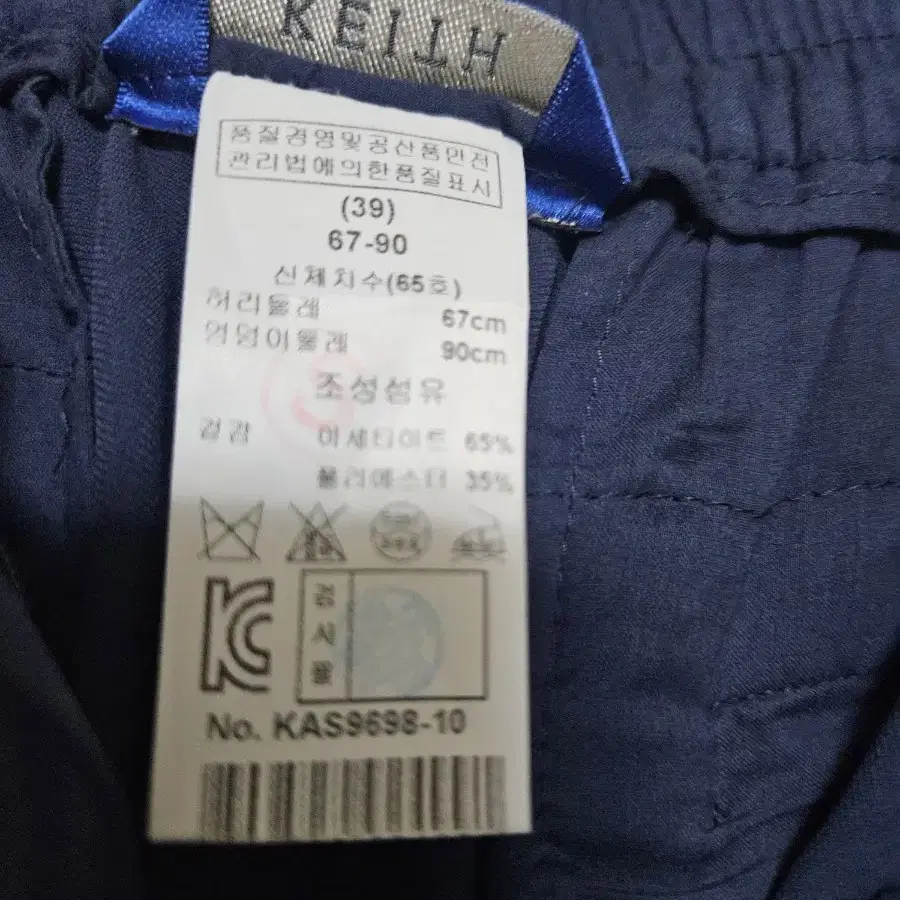 KEITH
품질경영및공산품안전
관리법에의한품질표시
(39)
67-90
신체치수(65호)
허리둘레 67cm
엉덩이둘레 90cm
조성섬유
겉감 아세타이트 65%
폴리에스터 35%
검사필
No. KAS9698-10